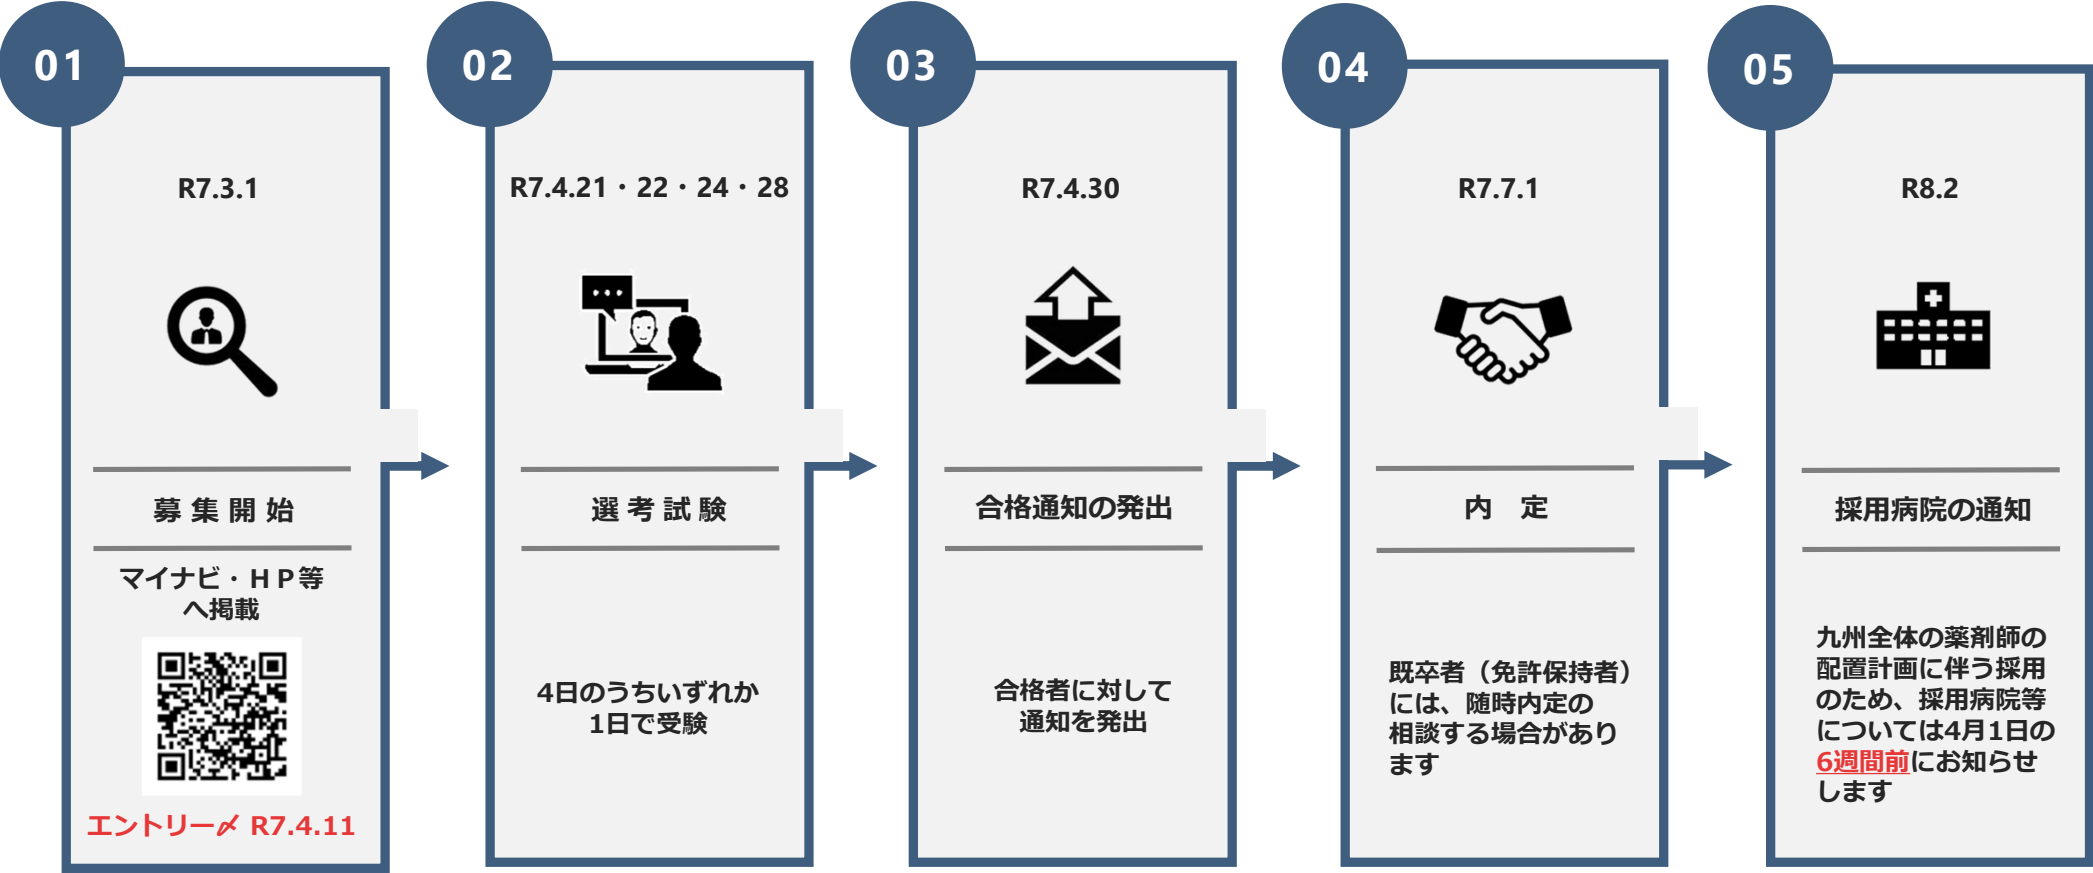 01
R7.3.1
募集開始
マイナビ・ＨＰ等
へ掲載
エントリー〆 R7.4.11
02
R7.4.21・22・24・28
選考試験
4日のうちいずれか
1日で受験
03
R7.4.30
合格通知の発出
合格者に対して
通知を発出
04
R7.7.1
内　定
既卒者（免許保持者）
には、随時内定の
相談する場合があり
ます
05
R8.2
採用病院の通知
九州全体の薬剤師の
配置計画に伴う採用
のため、採用病院等
については4月1日の
6週間前にお知らせ
します